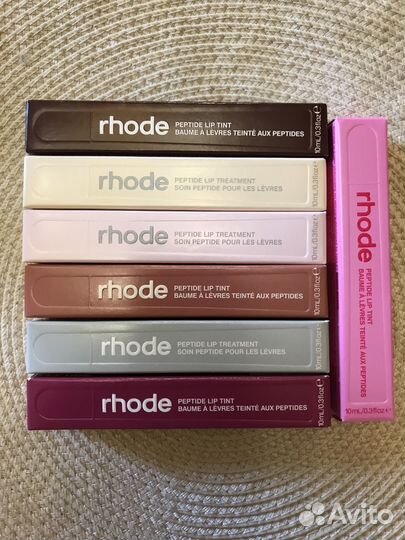 rhode
PEPTIDE LIP TINT
BAUME À LÈVRES TEINTÉ AUX PEPTIDES
10mL/0.3fl.oz℮
rhode
PEPTIDE LIP TREATMENT
SOIN PEPTIDE POUR LES LÈVRES
10mL/0.3fl.oz℮
rhode
PEPTIDE LIP TREATMENT
SOIN PEPTIDE POUR LES LÈVRES
10mL/0.3fl.oz℮
rhode
PEPTIDE LIP TINT
BAUME À LÈVRES TEINTÉ AUX PEPTIDES
10mL/0.3fl.oz℮
rhode
PEPTIDE LIP TREATMENT
SOIN PEPTIDE POUR LES LÈVRES
10mL/0.3fl.oz℮
rhode
PEPTIDE LIP TINT
BAUME À LÈVRES TEINTÉ AUX PEPTIDES
10mL/0.3fl.oz℮
rhode
PEPTIDE LIP TINT
BAUME À LÈVRES TEINTÉ AUX PEPTIDES
10mL/0.3fl.oz℮
Avito